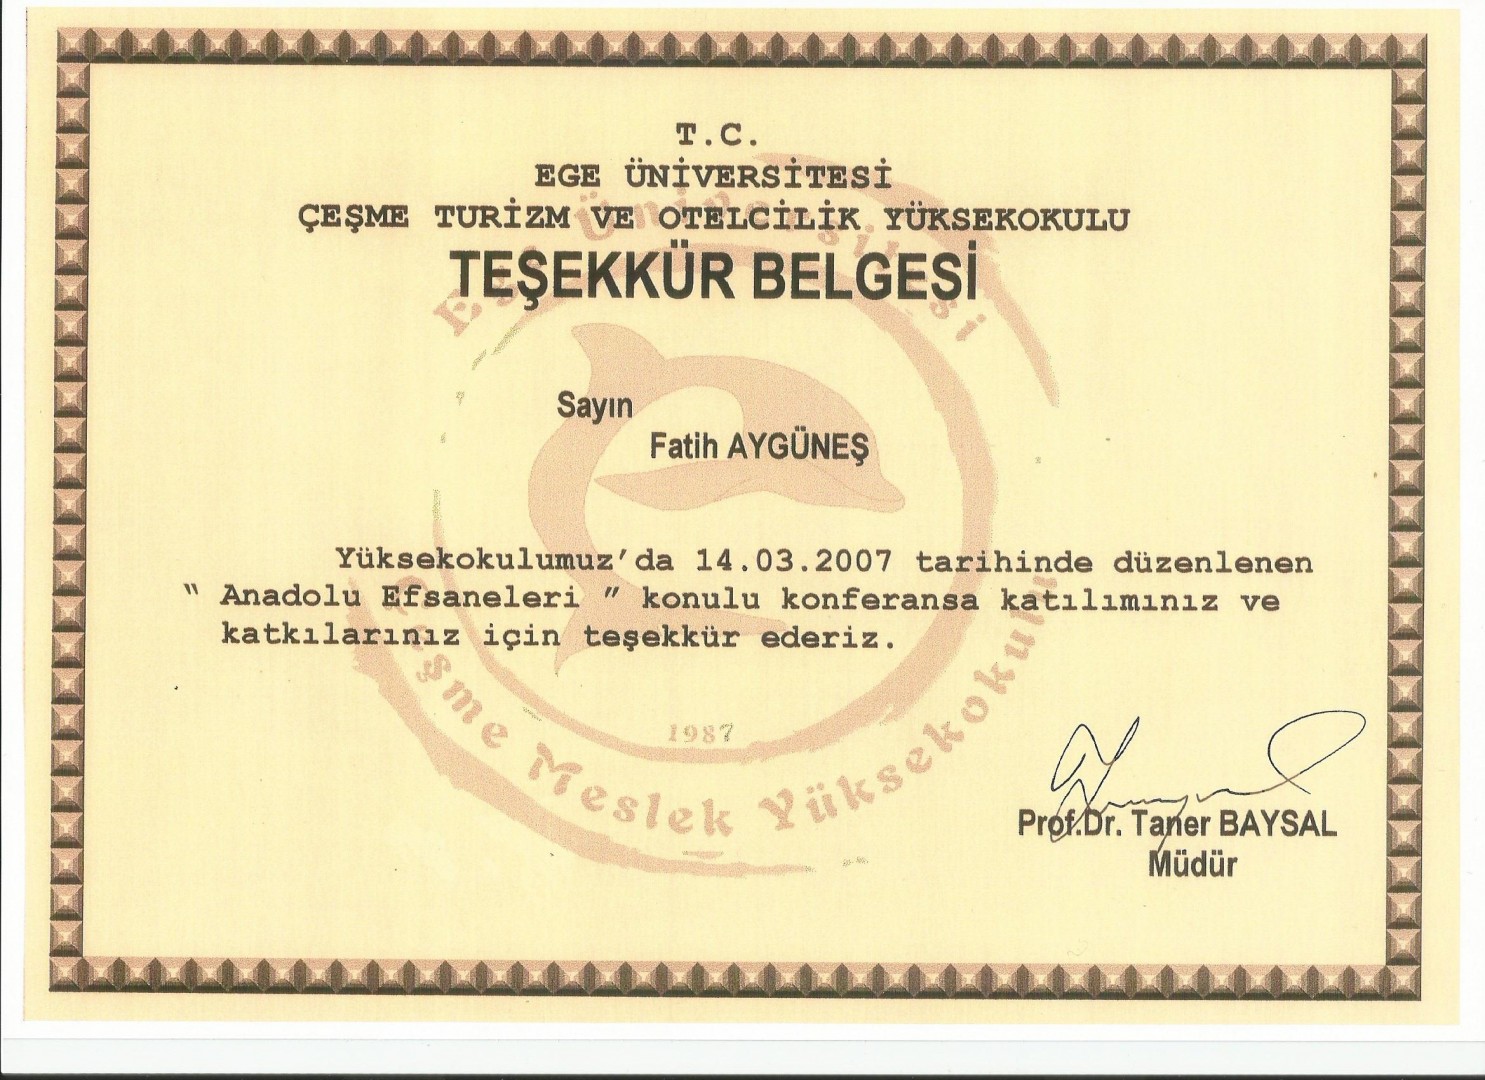 T.C.
EGE ÜNİVERSİTESİ
ÇEŞME TURİZM VE OTELCİLİK YÜKSEKOKULU
TEŞEKKÜR BELGESİ
Ege Üniversitesi
Sayın
Fatih AYGÜNEŞ
Yüksekokulumuz'da 14.03.2007 tarihinde düzenlenen
" Anadolu Efsaneleri " konulu konferansa katılımınız ve
katkılarınız için teşekkür ederiz.
1987
Çeşme Meslek Yüksekokulu
Prof.Dr. Taner BAYSAL
Müdür